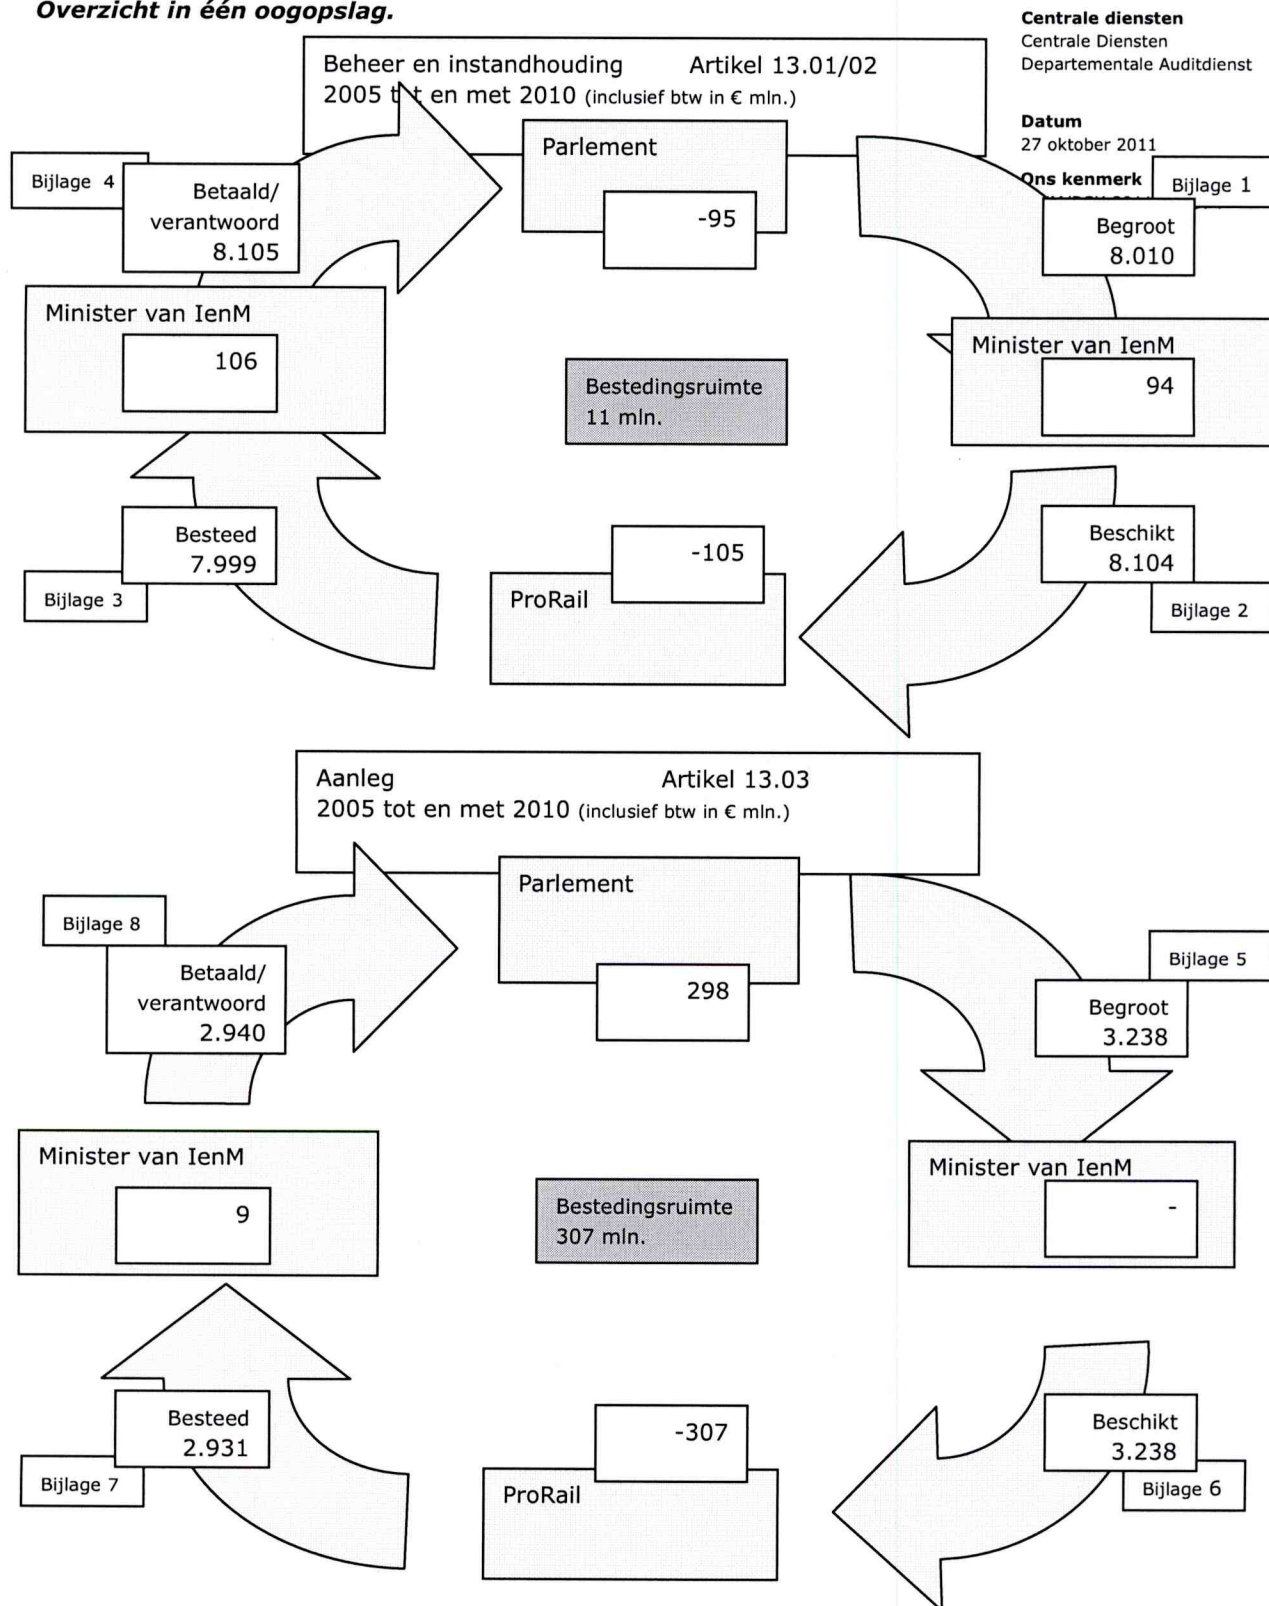 Overzicht in één oogopslag.
Centrale diensten
Centrale Diensten
Departementale Auditdienst
Datum
27 oktober 2011
Ons kenmerk
Beheer en instandhouding Artikel 13.01/02
2005 tot en met 2010 (inclusief btw in € mln.)
Parlement
-95
Bijlage 4
Betaald/
verantwoord
8.105
Bijlage 1
Begroot
8.010
Minister van IenM
106
Bestedingsruimte
11 mln.
Minister van IenM
94
Besteed
7.999
Bijlage 3
-105
ProRail
Beschikt
8.104
Bijlage 2
Aanleg Artikel 13.03
2005 tot en met 2010 (inclusief btw in € mln.)
Parlement
298
Bijlage 8
Betaald/
verantwoord
2.940
Bijlage 5
Begroot
3.238
Minister van IenM
9
Bestedingsruimte
307 mln.
Minister van IenM
-
Besteed
2.931
Bijlage 7
-307
ProRail
Beschikt
3.238
Bijlage 6